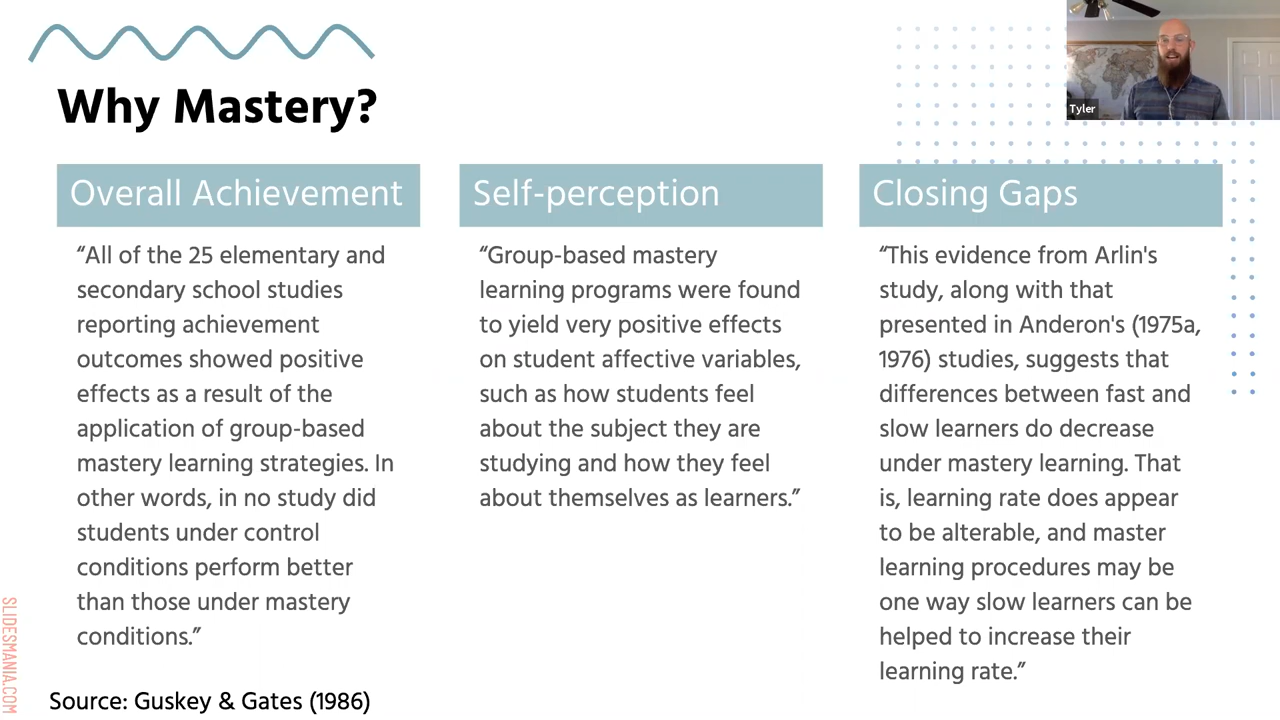 Why Mastery?
Tyler
Overall Achievement
“All of the 25 elementary and
secondary school studies
reporting achievement
outcomes showed positive
effects as a result of the
application of group-based
mastery learning strategies. In
other words, in no study did
students under control
conditions perform better
than those under mastery
conditions.”
Self-perception
“Group-based mastery
learning programs were found
to yield very positive effects
on student affective variables,
such as how students feel
about the subject they are
studying and how they feel
about themselves as learners.”
Closing Gaps
“This evidence from Arlin's
study, along with that
presented in Anderon's (1975a,
1976) studies, suggests that
differences between fast and
slow learners do decrease
under mastery learning. That
is, learning rate does appear
to be alterable, and master
learning procedures may be
one way slow learners can be
helped to increase their
learning rate.”
Source: Guskey & Gates (1986)
SLIDESMANIA.COM